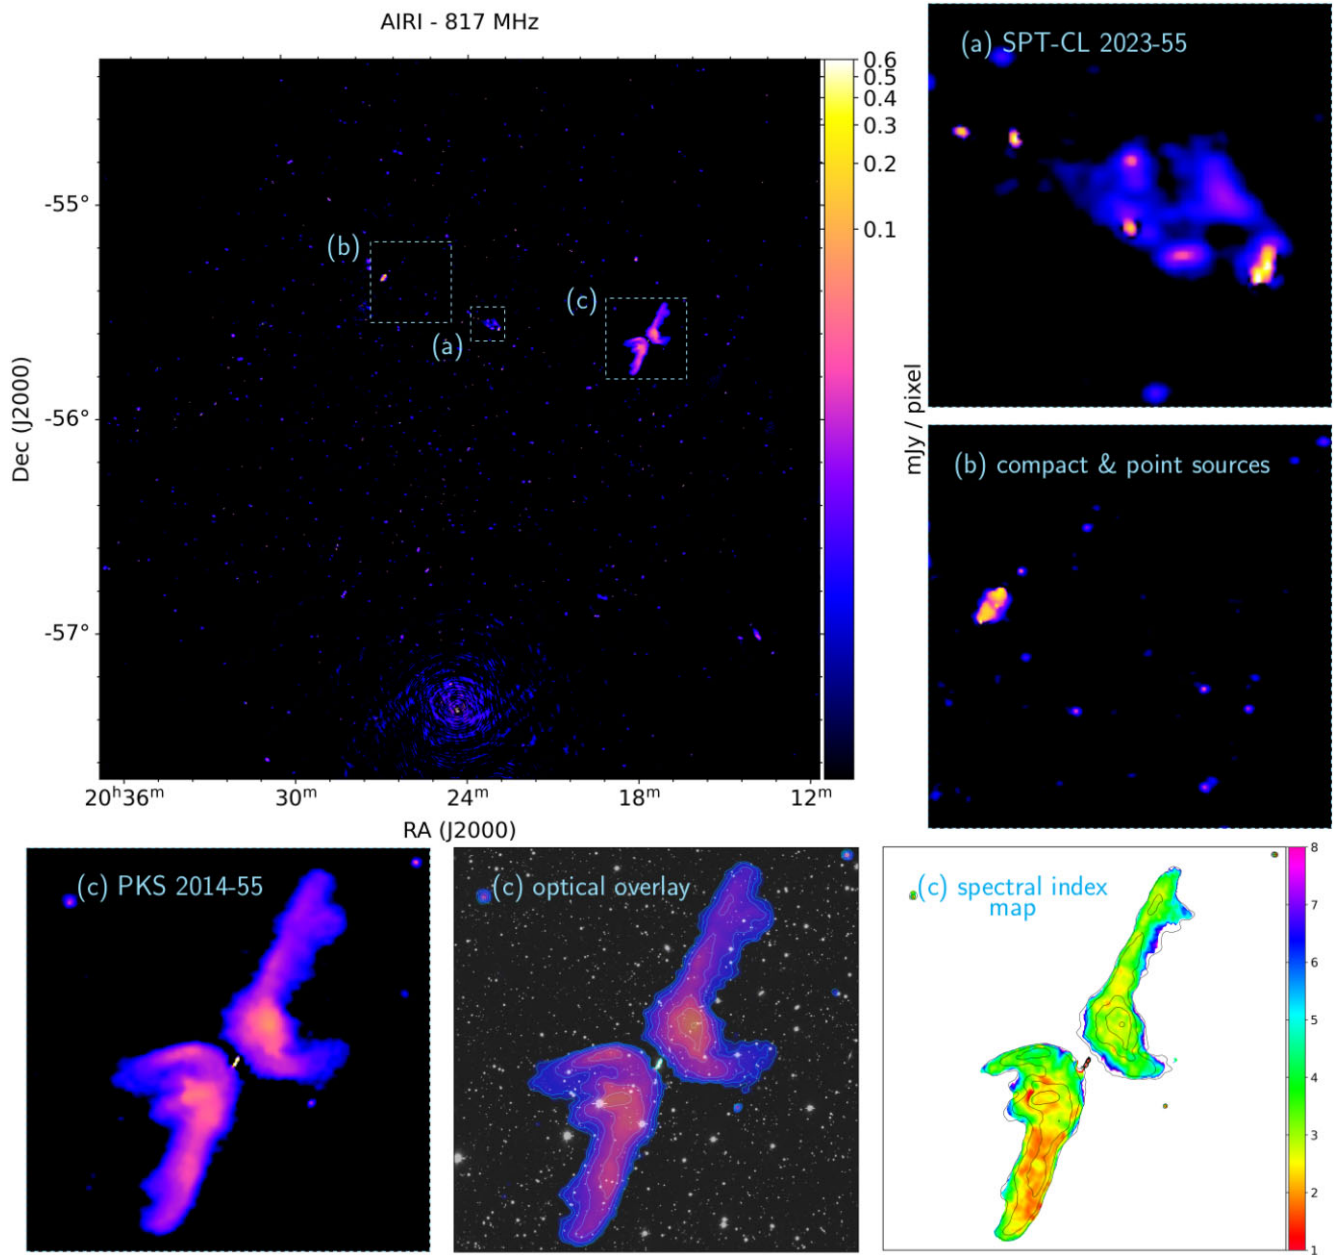 AIRI - 817 MHz
0.6
0.5
0.4
0.3
0.2
0.1
mJy / pixel
-55°
-56°
-57°
Dec (J2000)
(b)
(a)
(c)
20ʰ36ᵐ 30ᵐ 24ᵐ 18ᵐ 12ᵐ
RA (J2000)
(a) SPT-CL 2023-55
(b) compact & point sources
(c) PKS 2014-55
(c) optical overlay
(c) spectral index
map
8
7
6
5
4
3
2
1